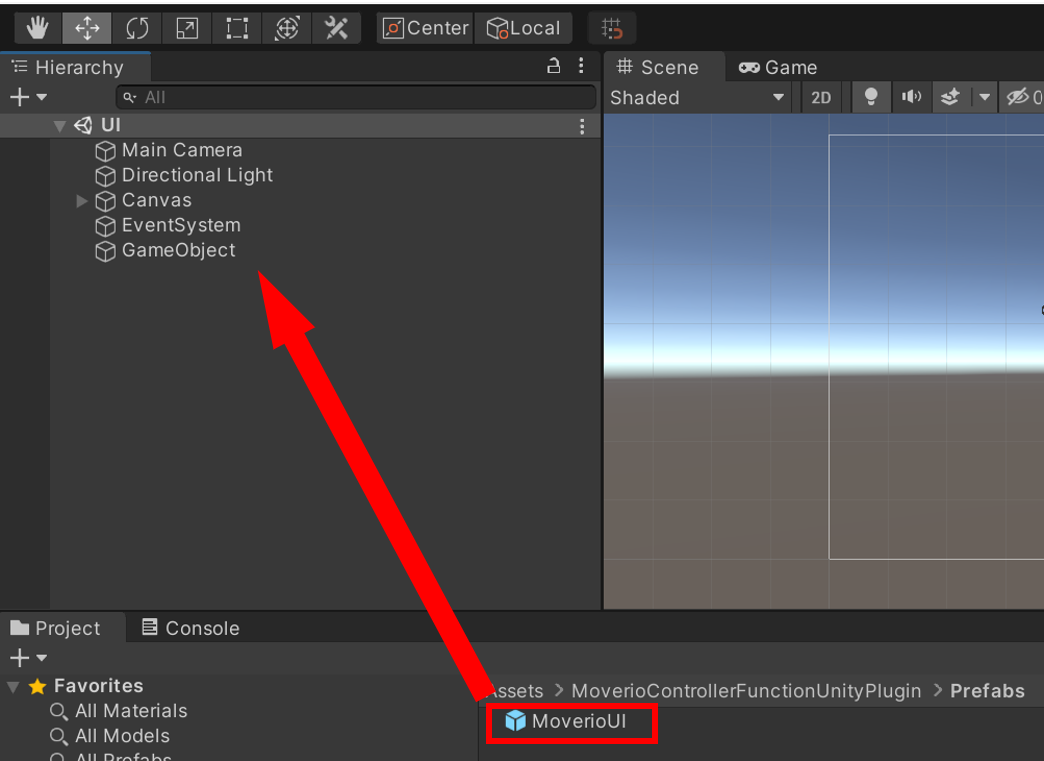 Center Local
Hierarchy
Scene Game
All
Shaded 2D 0
UI
Main Camera
Directional Light
Canvas
EventSystem
GameObject
Project Console
Favorites
All Materials
All Models
All Prefabs
Assets > MoverioControllerFunctionUnityPlugin > Prefabs
MoverioUI